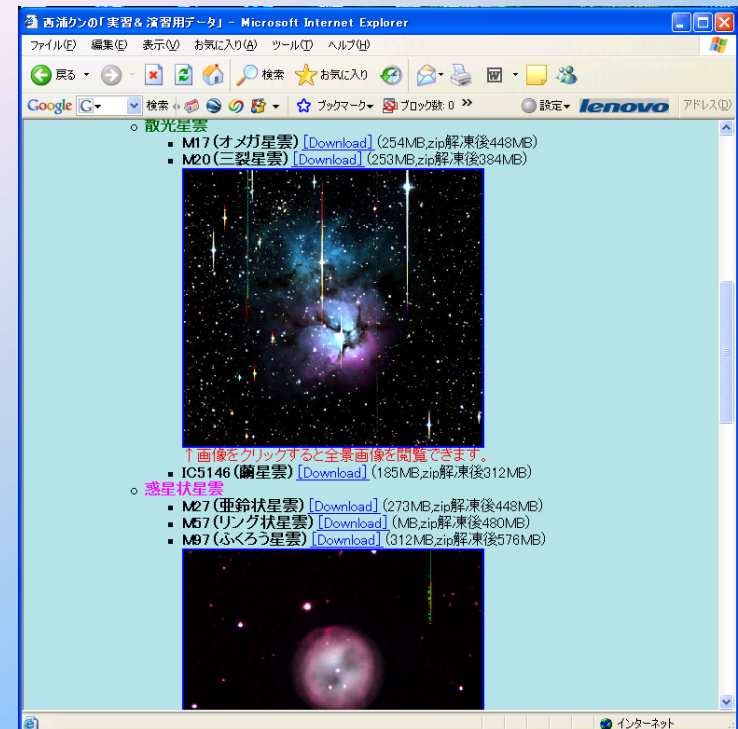 西浦クンの「実習＆演習用データ」 - Microsoft Internet Explorer
ファイル(F) 編集(E) 表示(V) お気に入り(A) ツール(T) ヘルプ(H)
戻る 検索 お気に入り
Google G 検索 ブックマーク ブロック数: 0 設定 lenovo アドレス(D)
散光星雲
M17(オメガ星雲) [Download] (254MB,zip解凍後448MB)
M20(三裂星雲) [Download] (253MB,zip解凍後384MB)
↑画像をクリックすると全景画像を閲覧できます。
IC5146(繭星雲) [Download] (185MB,zip解凍後312MB)
惑星状星雲
M27(亜鈴状星雲) [Download] (273MB,zip解凍後448MB)
M57(リング状星雲) [Download] (MB,zip解凍後480MB)
M97(ふくろう星雲) [Download] (312MB,zip解凍後576MB)
インターネット